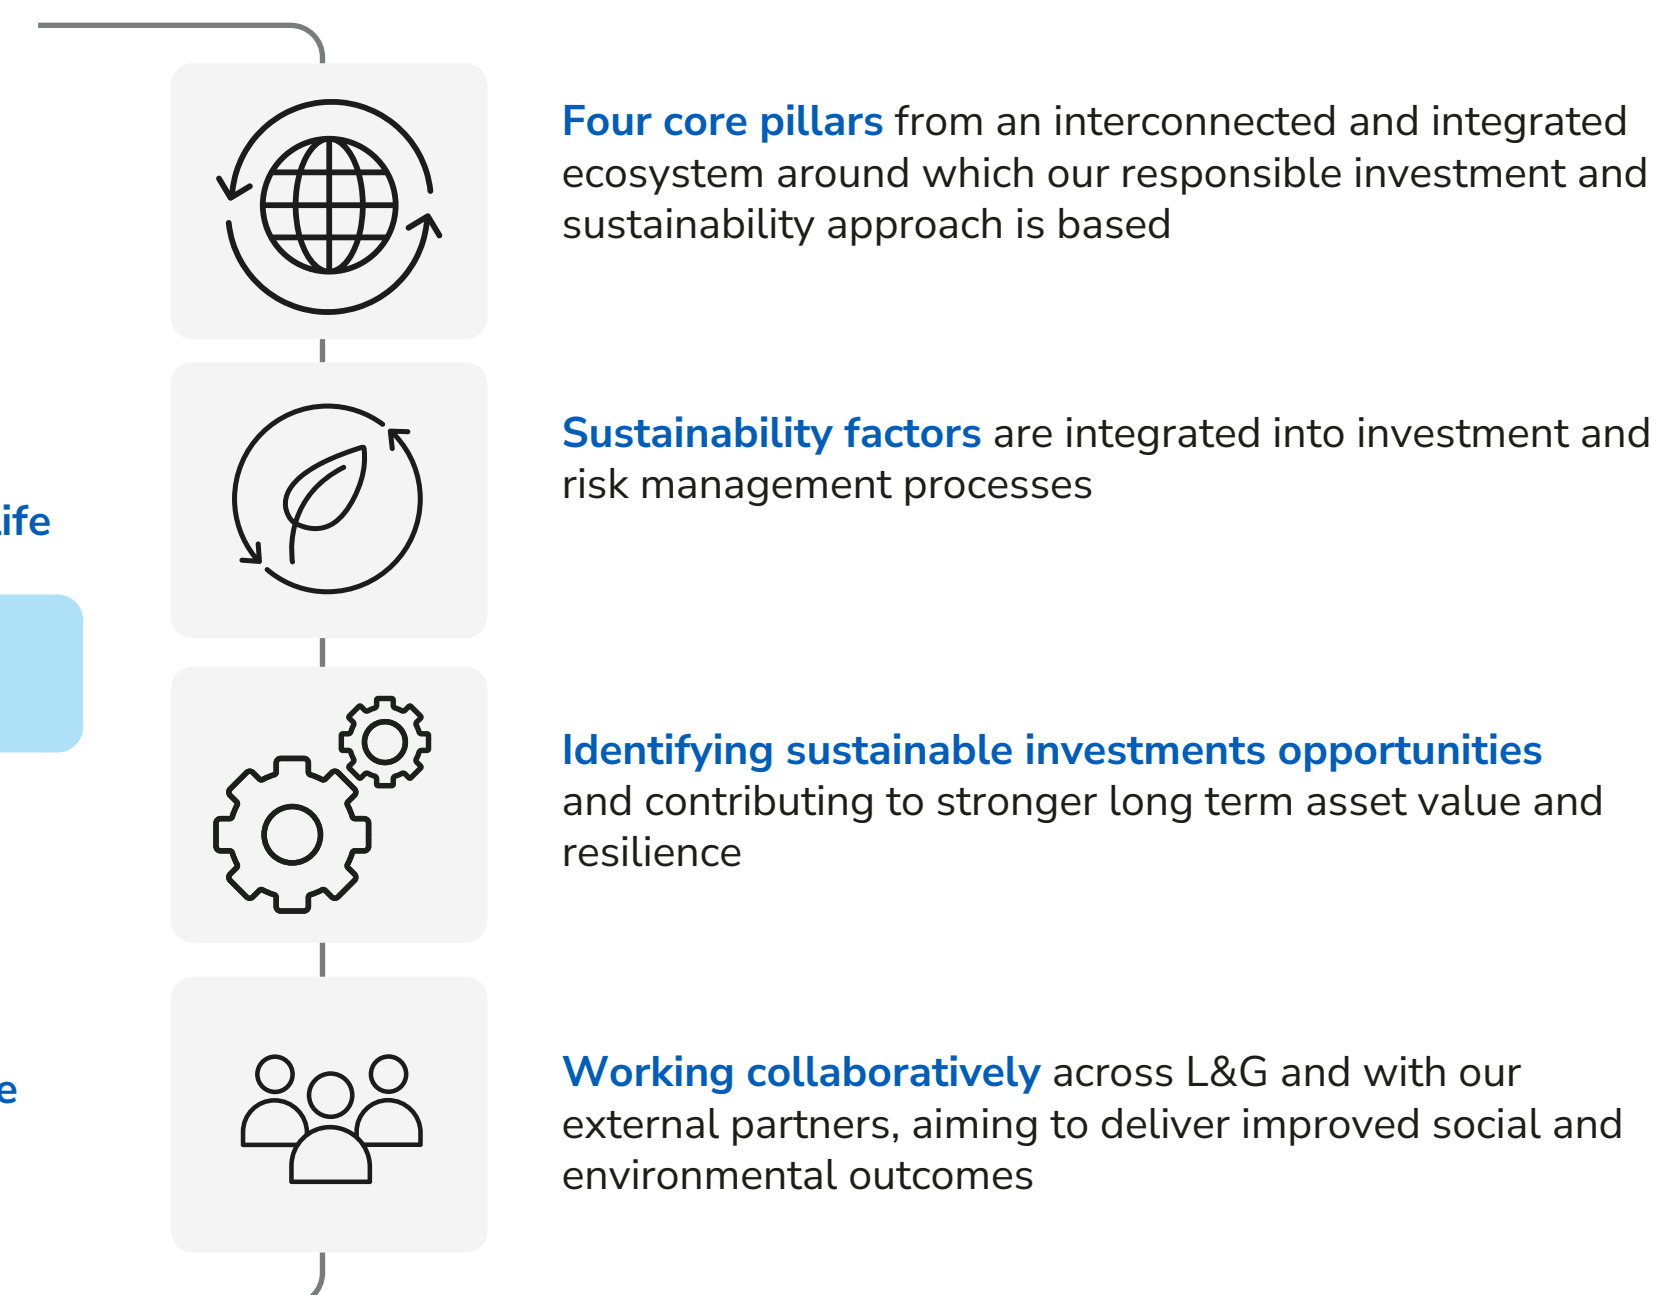 Four core pillars from an interconnected and integrated
ecosystem around which our responsible investment and
sustainability approach is based
Sustainability factors are integrated into investment and
risk management processes
ife
Identifying sustainable investments opportunities
and contributing to stronger long term asset value and
resilience
e
Working collaboratively across L&G and with our
external partners, aiming to deliver improved social and
environmental outcomes